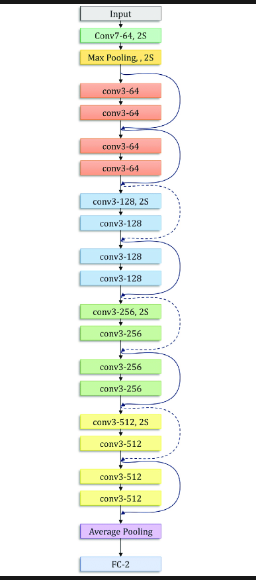 Input
Conv7-64, 2S
Max Pooling, , 2S
conv3-64
conv3-64
conv3-64
conv3-64
conv3-128, 2S
conv3-128
conv3-128
conv3-128
conv3-256, 2S
conv3-256
conv3-256
conv3-256
conv3-512, 2S
conv3-512
conv3-512
conv3-512
Average Pooling
FC-2